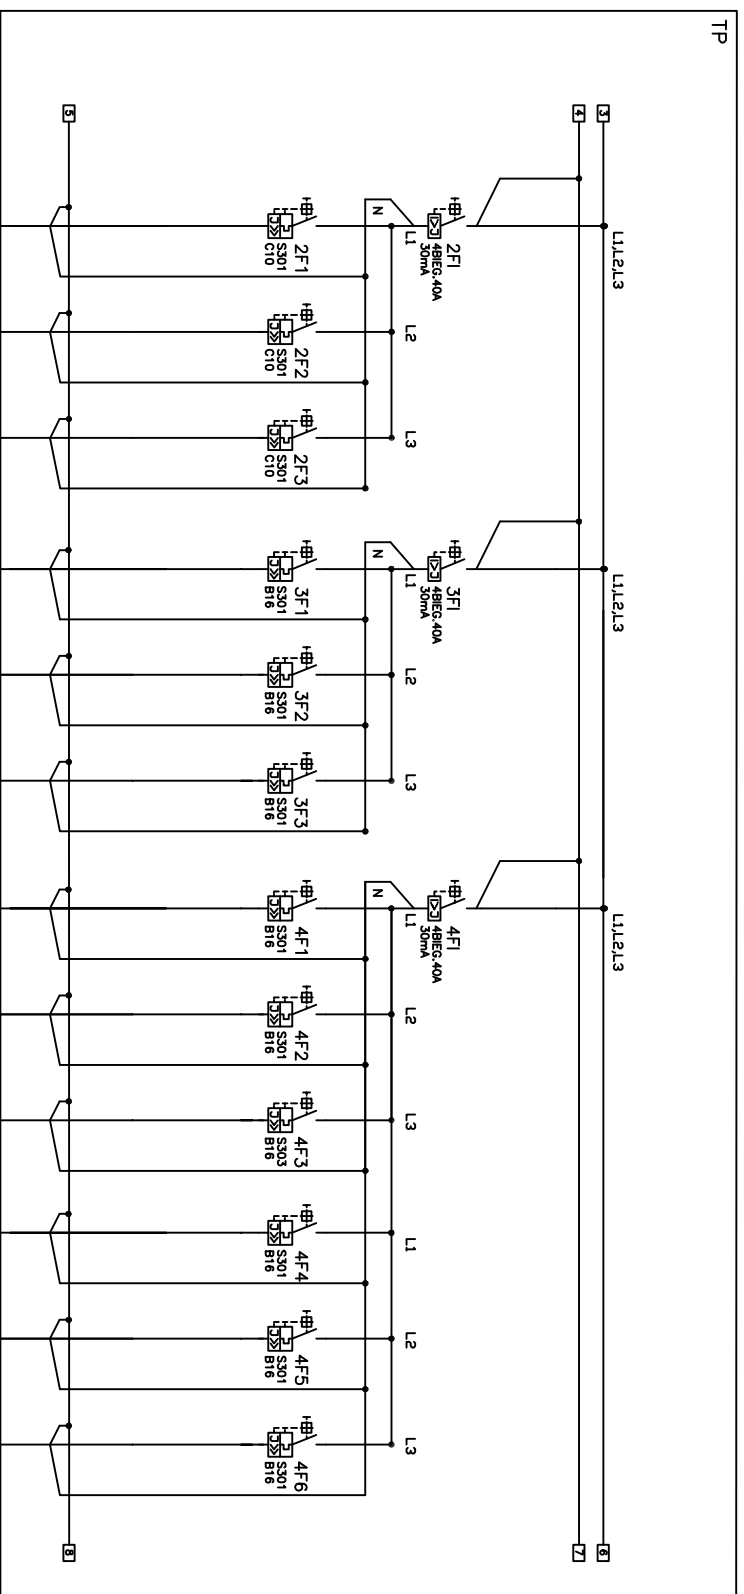 TP
3
L1,L2,L3
L1,L2,L3
L1,L2,L3
6
4
7
2FI
4BIEG.40A
30mA
3FI
4BIEG.40A
30mA
4FI
4BIEG.40A
30mA
L1
L2
L3
L1
L2
L3
L1
L2
L3
L1
L2
L3
N
N
N
2F1
S301
C10
2F2
S301
C10
2F3
S301
C10
3F1
S301
B16
3F2
S301
B16
3F3
S301
B16
4F1
S301
B16
4F2
S301
B16
4F3
S303
B16
4F4
S301
B16
4F5
S301
B16
4F6
S301
B16
5
8